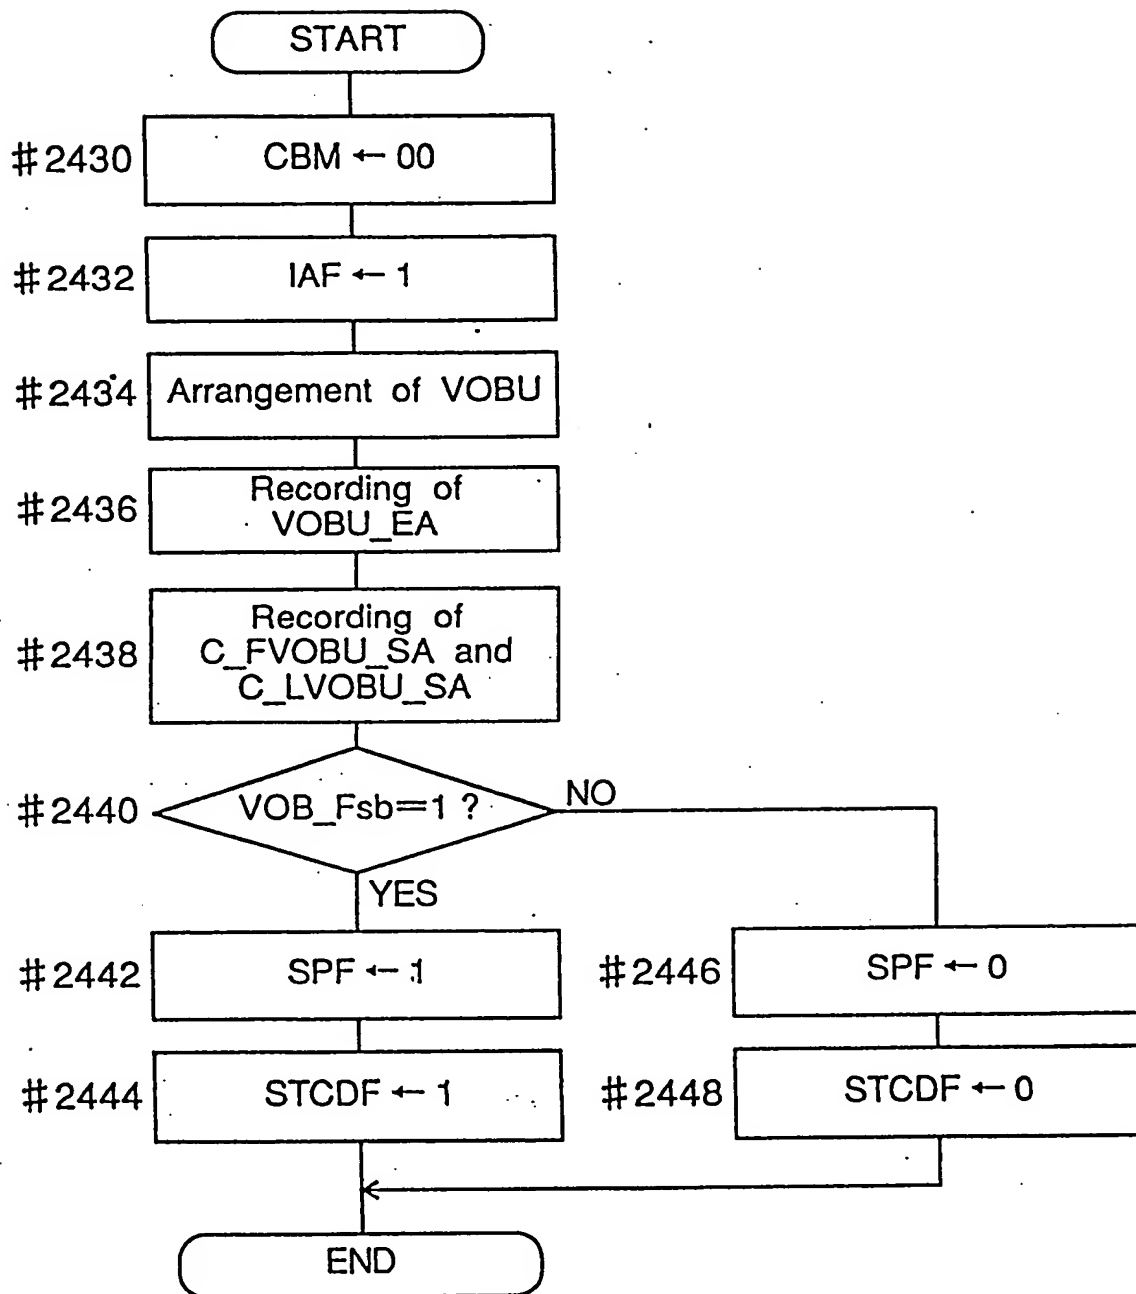 START
#2430
CBM ← 00
#2432
IAF ← 1
#2434
Arrangement of VOBU
#2436
Recording of
VOBU_EA
#2438
Recording of
C_FVOBU_SA and
C_LVOBU_SA
#2440
VOB_Fsb=1 ?
NO
YES
#2442
SPF ← 1
#2446
SPF ← 0
#2444
STCDF ← 1
#2448
STCDF ← 0
END